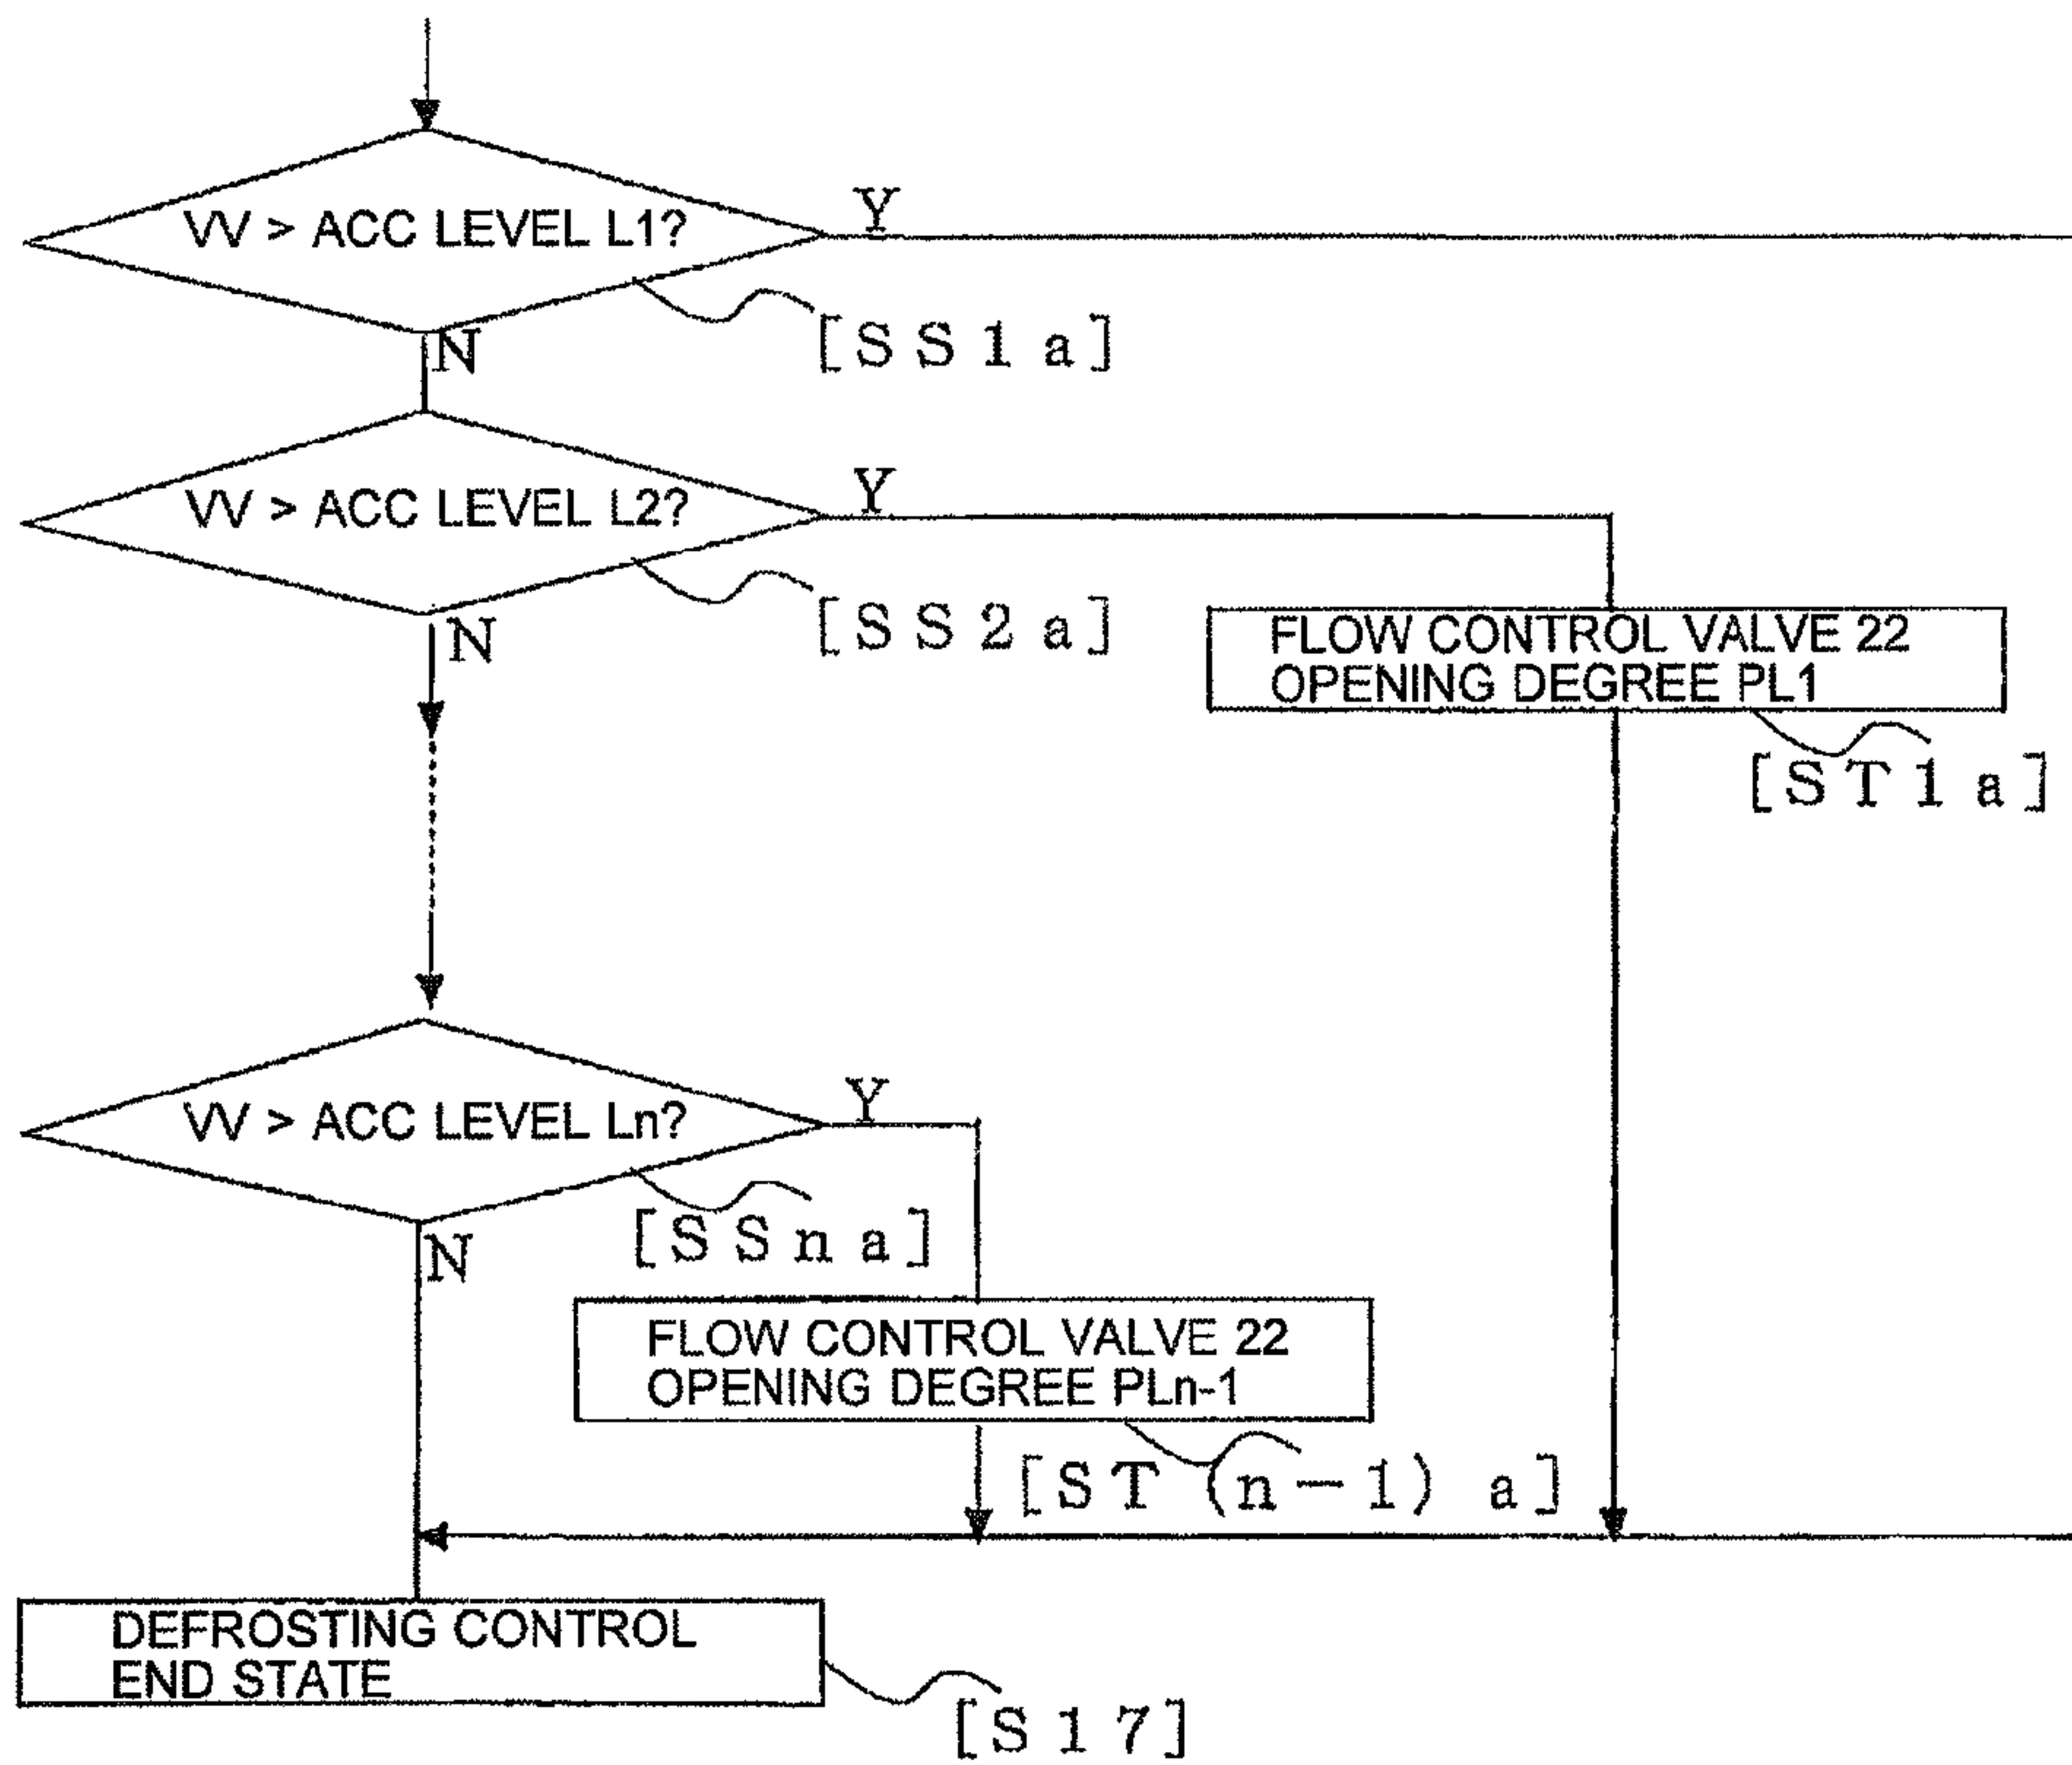 VV > ACC LEVEL L1?
Y
[SS1a]
N
VV > ACC LEVEL L2?
Y
[SS2a]
N
FLOW CONTROL VALVE 22
OPENING DEGREE PL1
[ST1a]
VV > ACC LEVEL Ln?
Y
[SSna]
N
FLOW CONTROL VALVE 22
OPENING DEGREE PLn-1
[ST(n-1)a]
DEFROSTING CONTROL
END STATE
[S17]